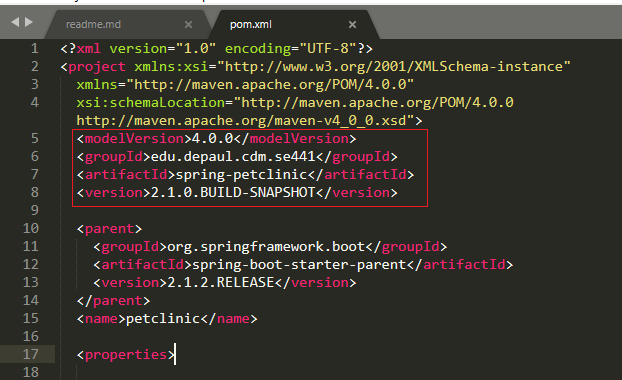 readme.md × pom.xml ×
1 <?xml version="1.0" encoding="UTF-8"?>
2 <project xmlns:xsi="http://www.w3.org/2001/XMLSchema-instance"
3 xmlns="http://maven.apache.org/POM/4.0.0"
4 xsi:schemaLocation="http://maven.apache.org/POM/4.0.0
http://maven.apache.org/maven-v4_0_0.xsd">
5 <modelVersion>4.0.0</modelVersion>
6 <groupId>edu.depaul.cdm.se441</groupId>
7 <artifactId>spring-petclinic</artifactId>
8 <version>2.1.0.BUILD-SNAPSHOT</version>
9
10 <parent>
11 <groupId>org.springframework.boot</groupId>
12 <artifactId>spring-boot-starter-parent</artifactId>
13 <version>2.1.2.RELEASE</version>
14 </parent>
15 <name>petclinic</name>
16
17 <properties>
18